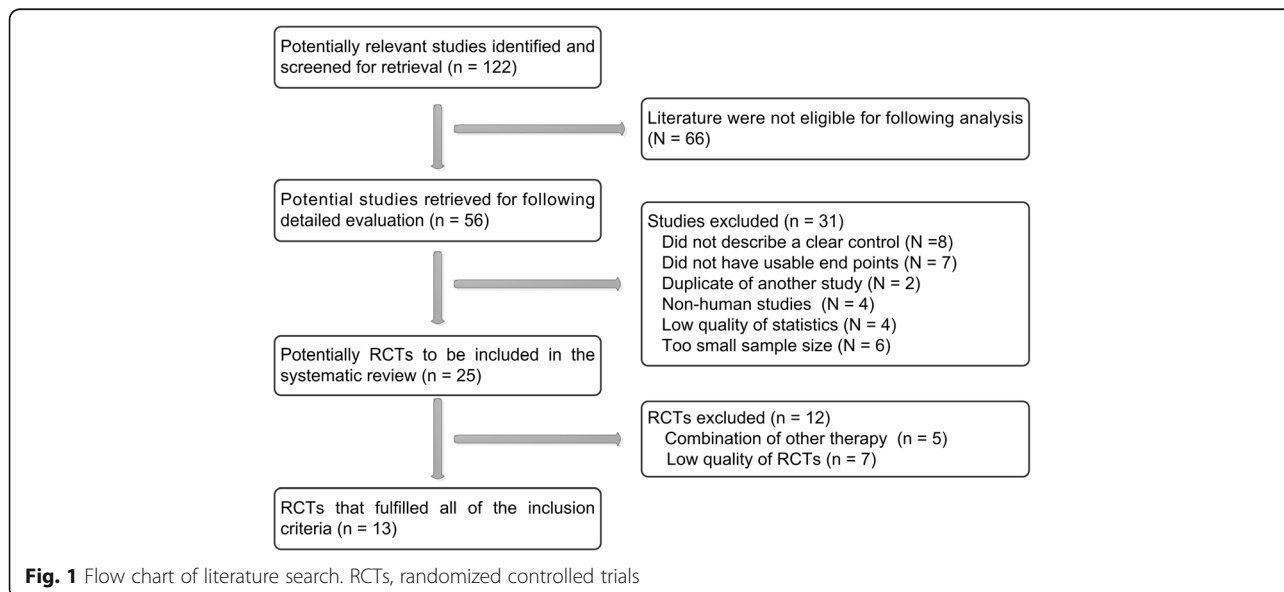 Potentially relevant studies identified and
screened for retrieval (n = 122)
Literature were not eligible for following analysis
(N = 66)
Potential studies retrieved for following
detailed evaluation (n = 56)
Studies excluded (n = 31)
Did not describe a clear control (N =8)
Did not have usable end points (N = 7)
Duplicate of another study (N = 2)
Non-human studies (N = 4)
Low quality of statistics (N = 4)
Too small sample size (N = 6)
Potentially RCTs to be included in the
systematic review (n = 25)
RCTs excluded (n = 12)
Combination of other therapy (n = 5)
Low quality of RCTs (n = 7)
RCTs that fulfilled all of the inclusion
criteria (n = 13)
Fig. 1 Flow chart of literature search. RCTs, randomized controlled trials